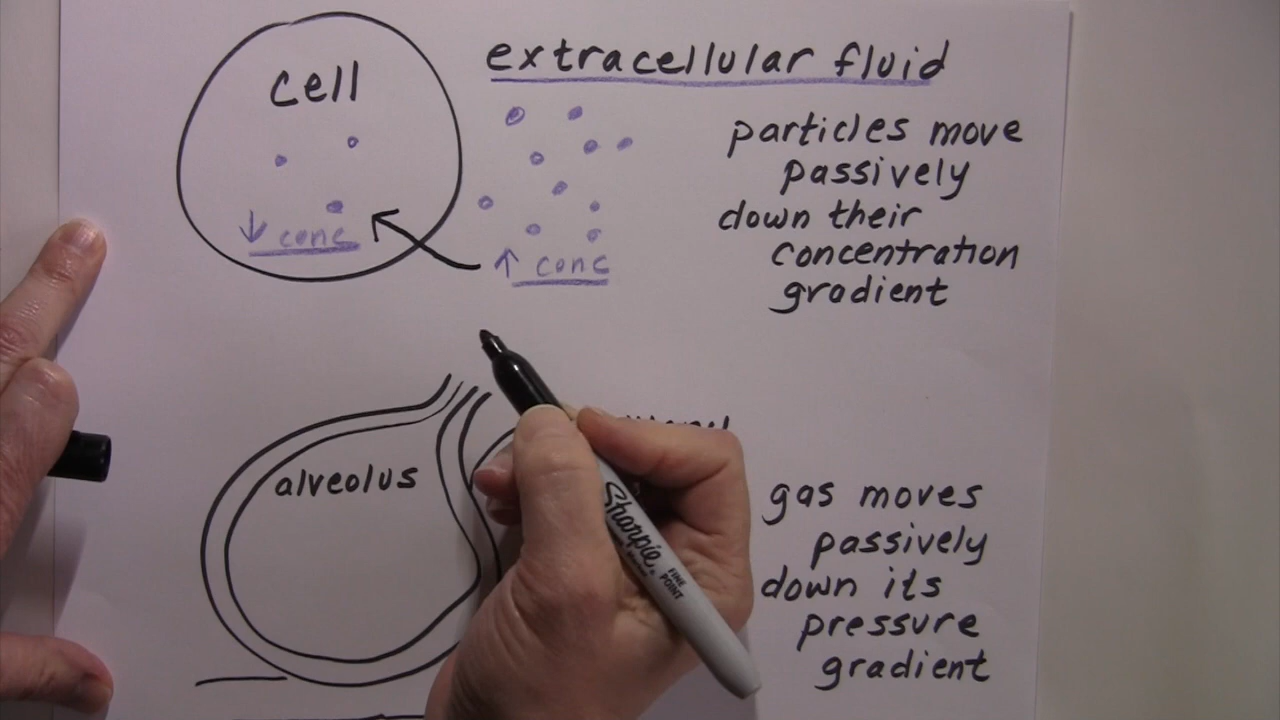 cell
extracellular fluid
particles move
passively
down their
concentration
gradient
↓ conc
↑ conc
alveolus
gas moves
passively
down its
pressure
gradient
Sharpie.
FINE
POINT